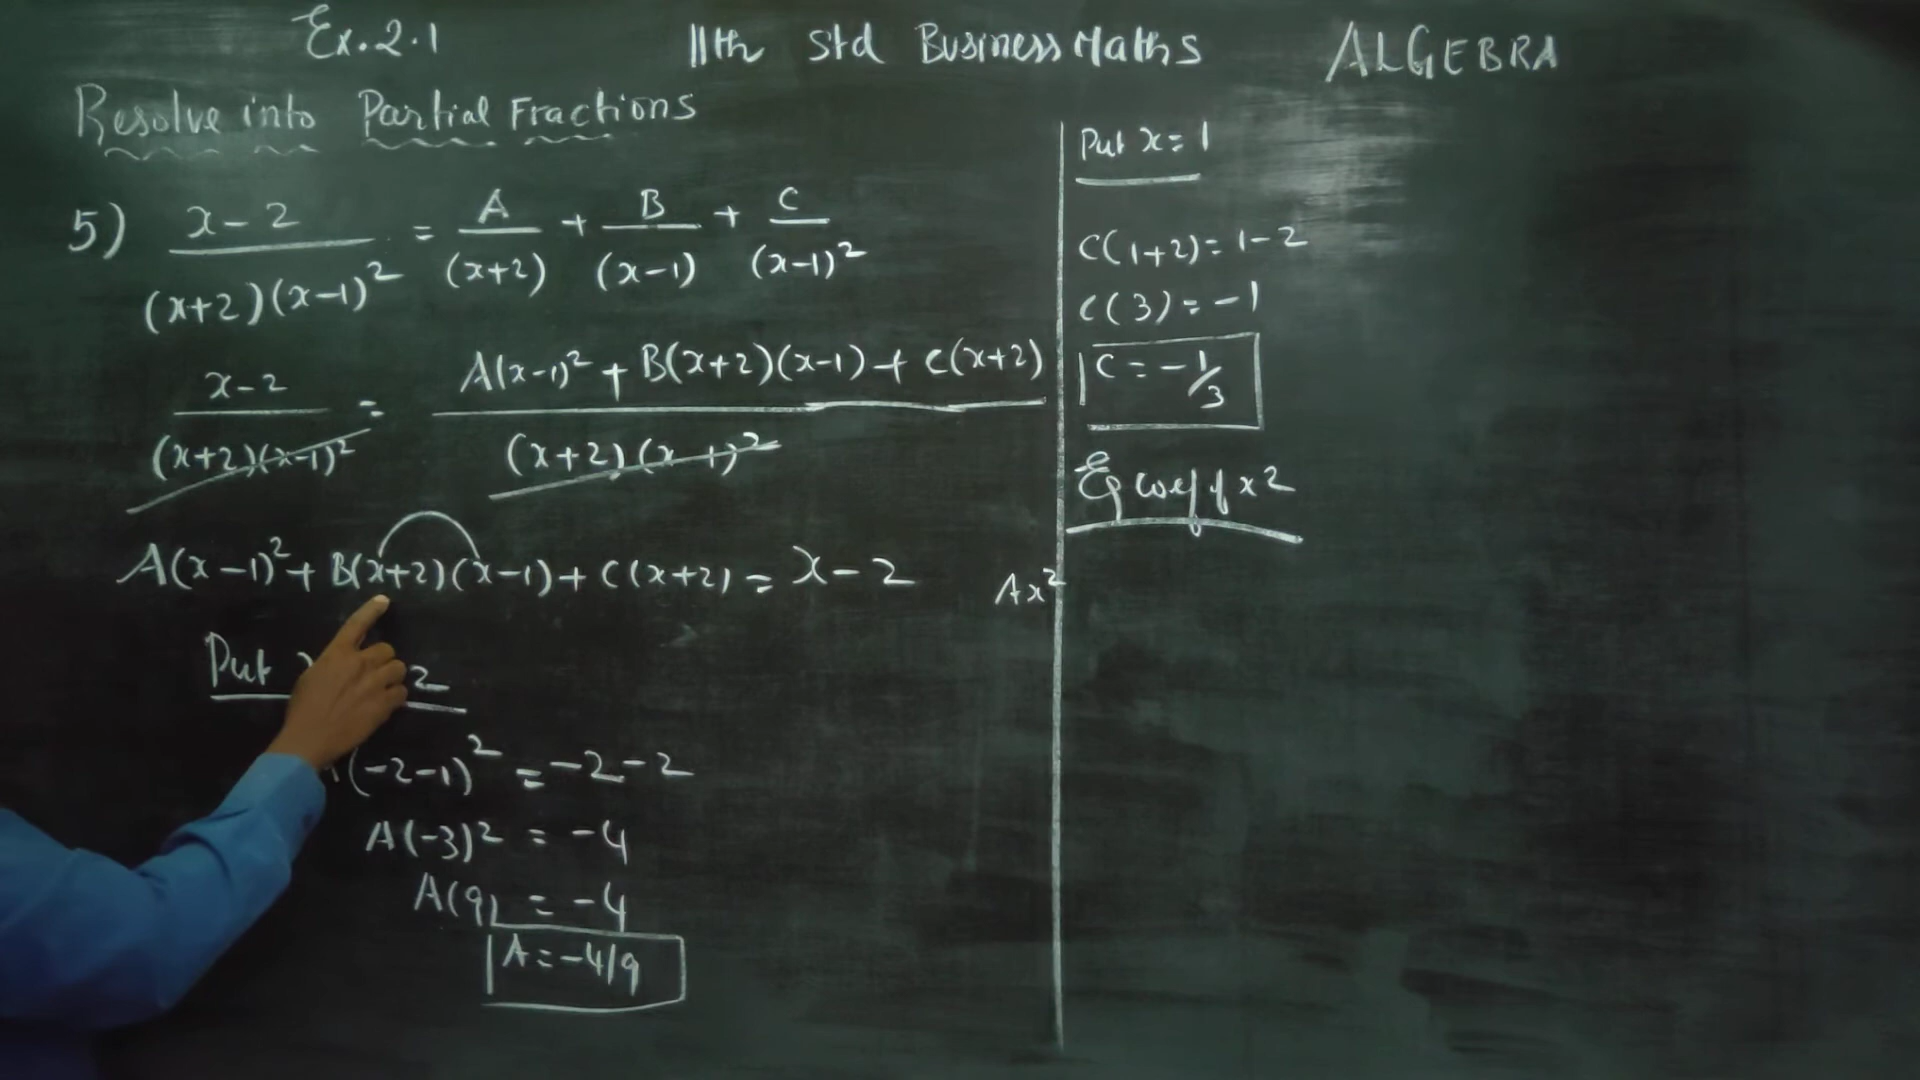 Ex.2.1
11th Std Business Maths
ALGEBRA
Resolve into Partial Fractions
5) x-2 / (x+2)(x-1)² = A/(x+2) + B/(x-1) + C/(x-1)²
x-2 / (x+2)(x-1)² = A(x-1)² + B(x+2)(x-1) + C(x+2) / (x+2)(x-1)²
A(x-1)² + B(x+2)(x-1) + C(x+2) = x-2
Put 2
(-2-1)² = -2-2
A(-3)² = -4
A(9) = -4
A = -4/9
Put x = 1
C(1+2) = 1-2
C(3) = -1
C = -1/3
Eq coeff of x2
Ax²